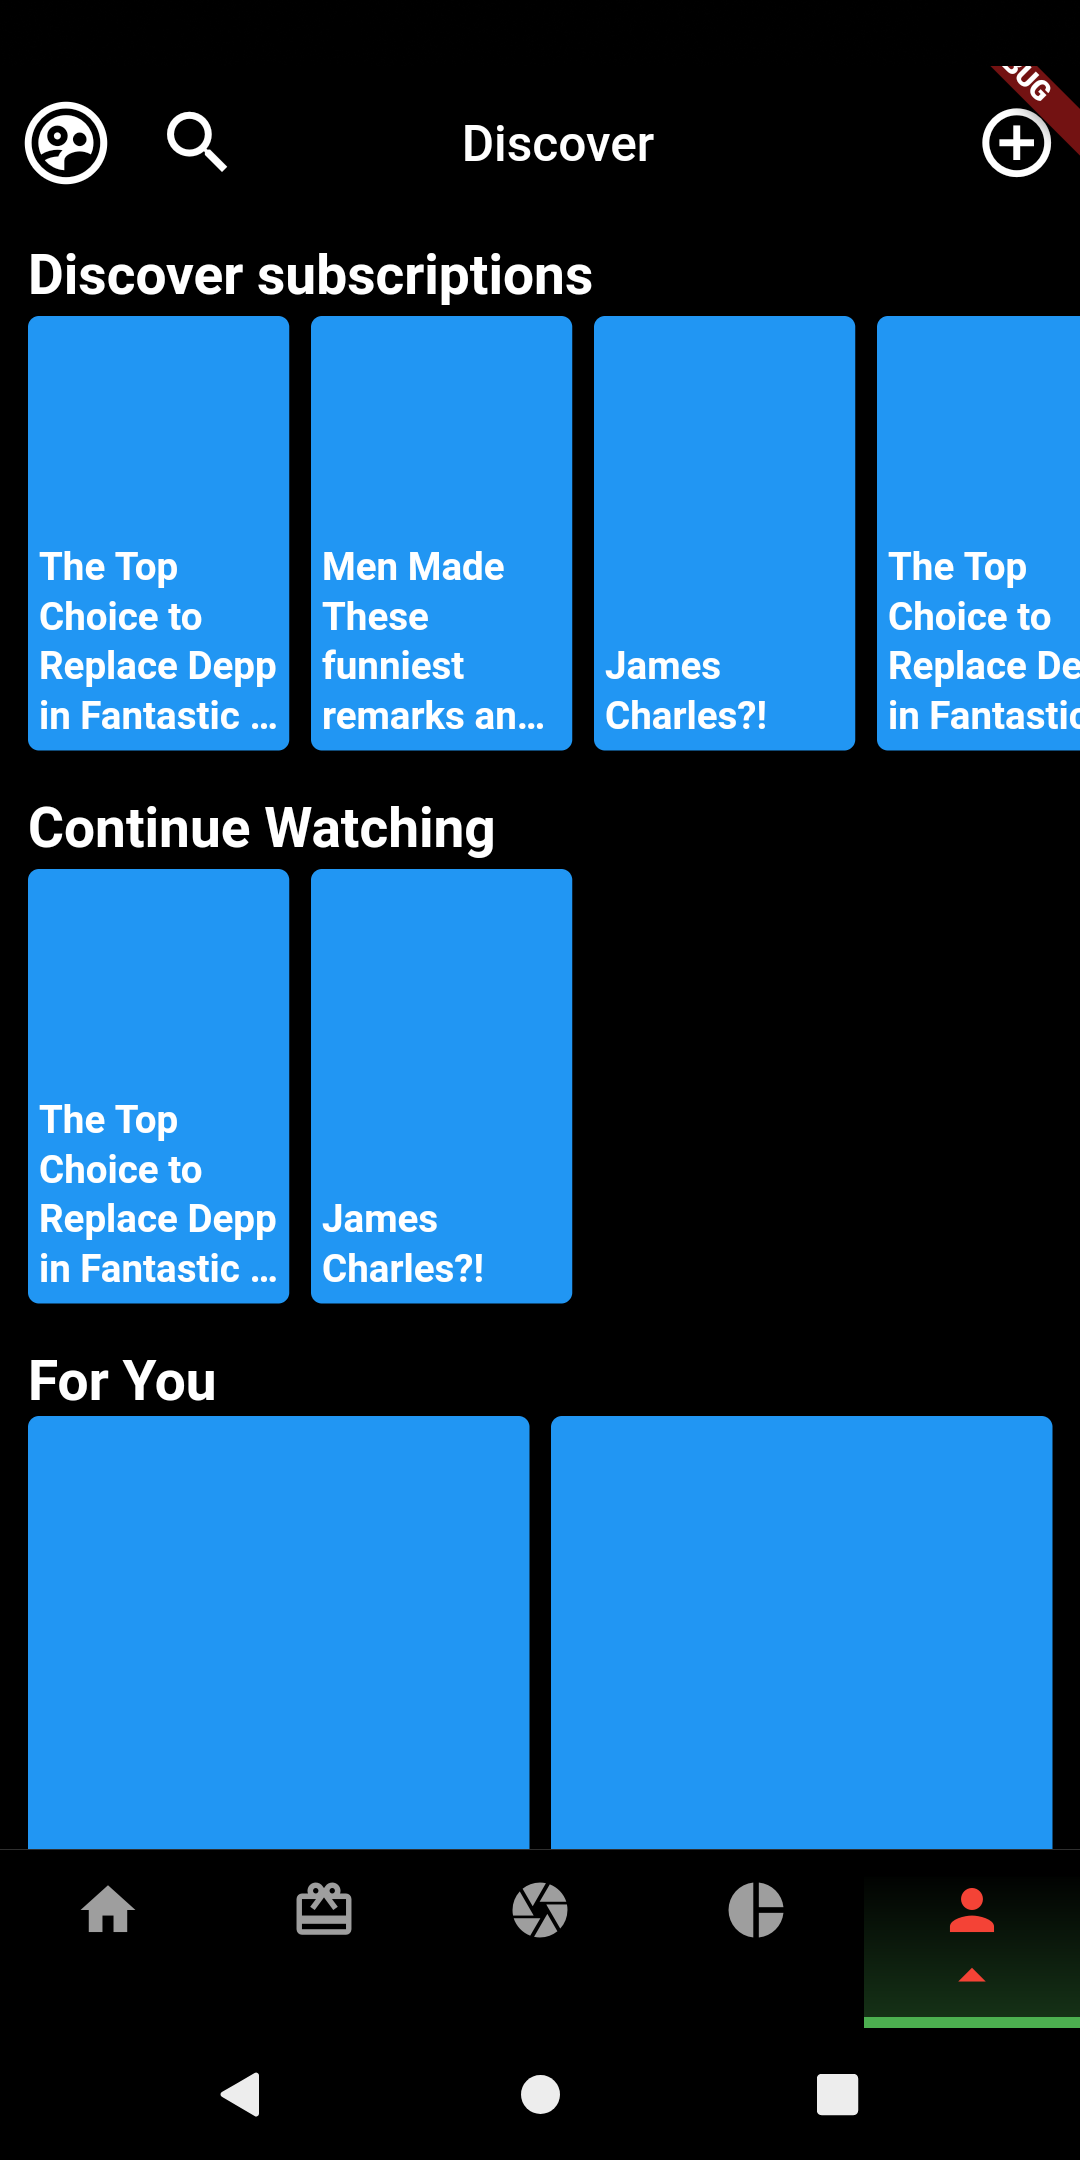 Discover
Discover subscriptions
The Top
Choice to
Replace Depp
in Fantastic ...
Men Made
These
funniest
remarks an...
James
Charles?!
The Top
Choice to
Replace De
in Fantastic
Continue Watching
The Top
Choice to
Replace Depp
in Fantastic ...
James
Charles?!
For You